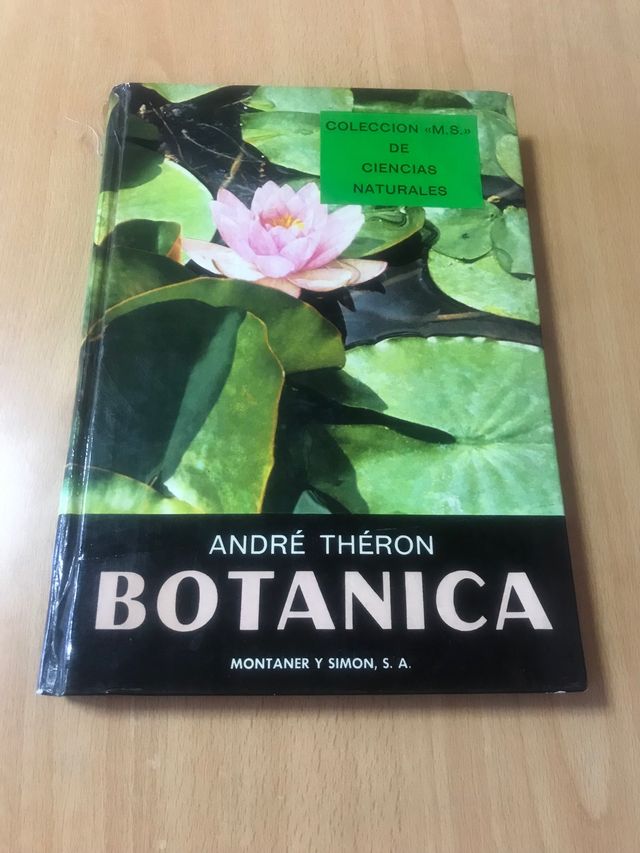 COLECCION «M.S.»
DE
CIENCIAS
NATURALES
ANDRÉ THÉRON
BOTANICA
MONTANER Y SIMON, S. A.